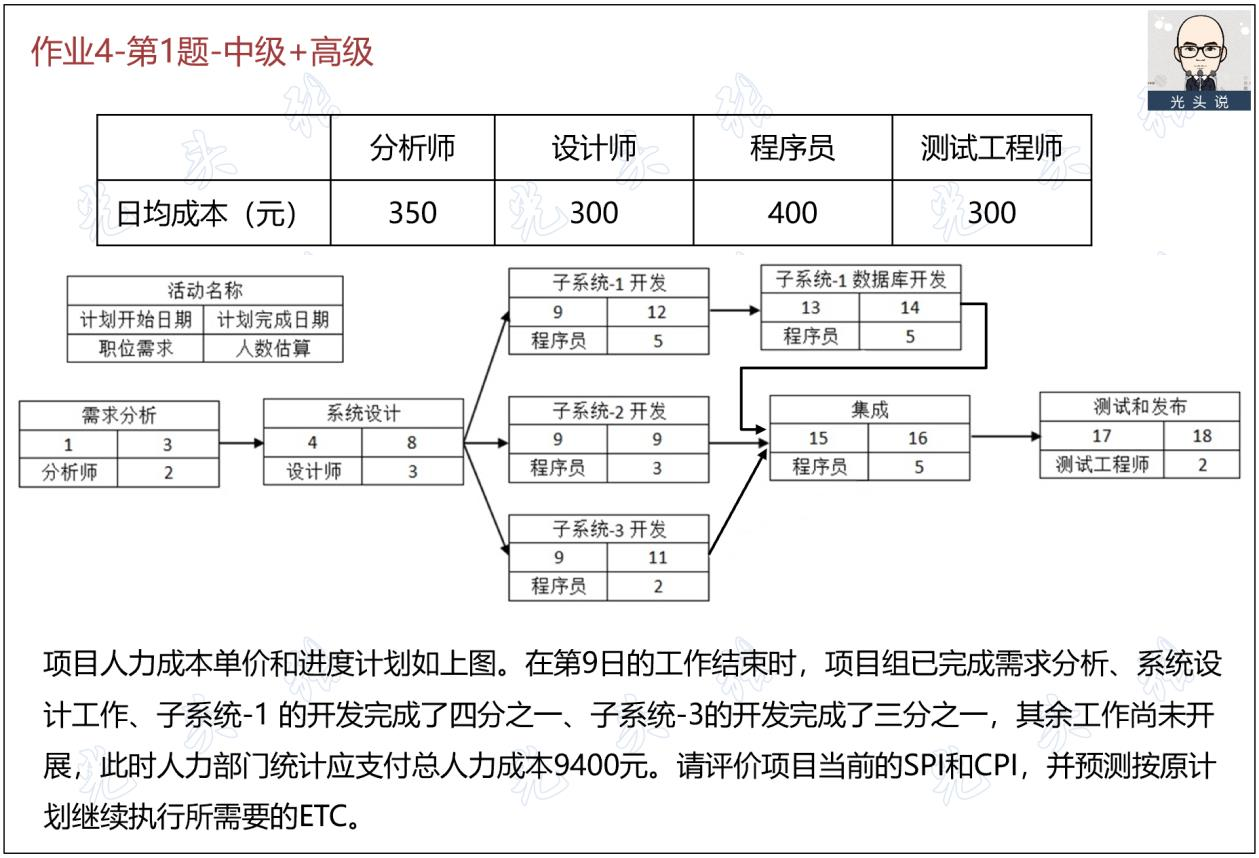 作业4-第1题-中级+高级
光头说
分析师 设计师 程序员 测试工程师
日均成本（元） 350 300 400 300
活动名称
计划开始日期 计划完成日期
职位需求 人数估算
子系统-1 开发
9 12
程序员 5
子系统-1 数据库开发
13 14
程序员 5
需求分析
1 3
分析师 2
系统设计
4 8
设计师 3
子系统-2 开发
9 9
程序员 3
集成
15 16
程序员 5
测试和发布
17 18
测试工程师 2
子系统-3 开发
9 11
程序员 2
项目人力成本单价和进度计划如上图。在第9日的工作结束时，项目组已完成需求分析、系统设
计工作、子系统-1 的开发完成了四分之一、子系统-3的开发完成了三分之一，其余工作尚未开
展，此时人力部门统计应支付总人力成本9400元。请评价项目当前的SPI和CPI，并预测按原计
划继续执行所需要的ETC。